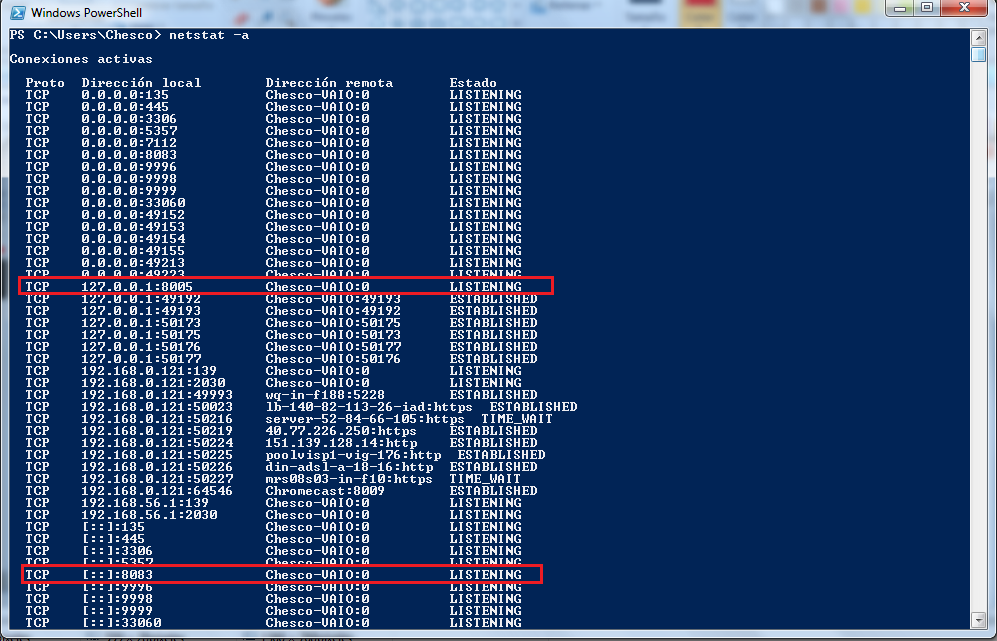 Windows PowerShell
PS C:\Users\Chesco> netstat -a
Conexiones activas
Proto  Dirección local        Dirección remota       Estado
TCP    0.0.0.0:135            Chesco-VAIO:0          LISTENING
TCP    0.0.0.0:445            Chesco-VAIO:0          LISTENING
TCP    0.0.0.0:3306           Chesco-VAIO:0          LISTENING
TCP    0.0.0.0:5357           Chesco-VAIO:0          LISTENING
TCP    0.0.0.0:7112           Chesco-VAIO:0          LISTENING
TCP    0.0.0.0:8083           Chesco-VAIO:0          LISTENING
TCP    0.0.0.0:9996           Chesco-VAIO:0          LISTENING
TCP    0.0.0.0:9998           Chesco-VAIO:0          LISTENING
TCP    0.0.0.0:9999           Chesco-VAIO:0          LISTENING
TCP    0.0.0.0:33060          Chesco-VAIO:0          LISTENING
TCP    0.0.0.0:49152          Chesco-VAIO:0          LISTENING
TCP    0.0.0.0:49153          Chesco-VAIO:0          LISTENING
TCP    0.0.0.0:49154          Chesco-VAIO:0          LISTENING
TCP    0.0.0.0:49155          Chesco-VAIO:0          LISTENING
TCP    0.0.0.0:49213          Chesco-VAIO:0          LISTENING
TCP    0.0.0.0:49223          Chesco-VAIO:0          LISTENING
TCP    127.0.0.1:8005         Chesco-VAIO:0          LISTENING
TCP    127.0.0.1:49192        Chesco-VAIO:49193      ESTABLISHED
TCP    127.0.0.1:49193        Chesco-VAIO:49192      ESTABLISHED
TCP    127.0.0.1:50173        Chesco-VAIO:50175      ESTABLISHED
TCP    127.0.0.1:50175        Chesco-VAIO:50173      ESTABLISHED
TCP    127.0.0.1:50176        Chesco-VAIO:50177      ESTABLISHED
TCP    127.0.0.1:50177        Chesco-VAIO:50176      ESTABLISHED
TCP    192.168.0.121:139      Chesco-VAIO:0          LISTENING
TCP    192.168.0.121:2030     Chesco-VAIO:0          LISTENING
TCP    192.168.0.121:49993    wq-in-f188:5228        ESTABLISHED
TCP    192.168.0.121:50023    lb-140-82-113-26-iad:https  ESTABLISHED
TCP    192.168.0.121:50216    server-52-84-66-105:https  TIME_WAIT
TCP    192.168.0.121:50219    40.77.226.250:https    ESTABLISHED
TCP    192.168.0.121:50224    151.139.128.14:http    ESTABLISHED
TCP    192.168.0.121:50225    poolvisp1-vig-176:http  ESTABLISHED
TCP    192.168.0.121:50226    din-adsl-a-18-16:http  ESTABLISHED
TCP    192.168.0.121:50227    mrs08s03-in-f10:https  TIME_WAIT
TCP    192.168.0.121:64546    Chromecast:8009        ESTABLISHED
TCP    192.168.56.1:139       Chesco-VAIO:0          LISTENING
TCP    192.168.56.1:2030      Chesco-VAIO:0          LISTENING
TCP    [::]:135               Chesco-VAIO:0          LISTENING
TCP    [::]:445               Chesco-VAIO:0          LISTENING
TCP    [::]:3306              Chesco-VAIO:0          LISTENING
TCP    [::]:5357              Chesco-VAIO:0          LISTENING
TCP    [::]:8083              Chesco-VAIO:0          LISTENING
TCP    [::]:9996              Chesco-VAIO:0          LISTENING
TCP    [::]:9998              Chesco-VAIO:0          LISTENING
TCP    [::]:9999              Chesco-VAIO:0          LISTENING
TCP    [::]:33060             Chesco-VAIO:0          LISTENING